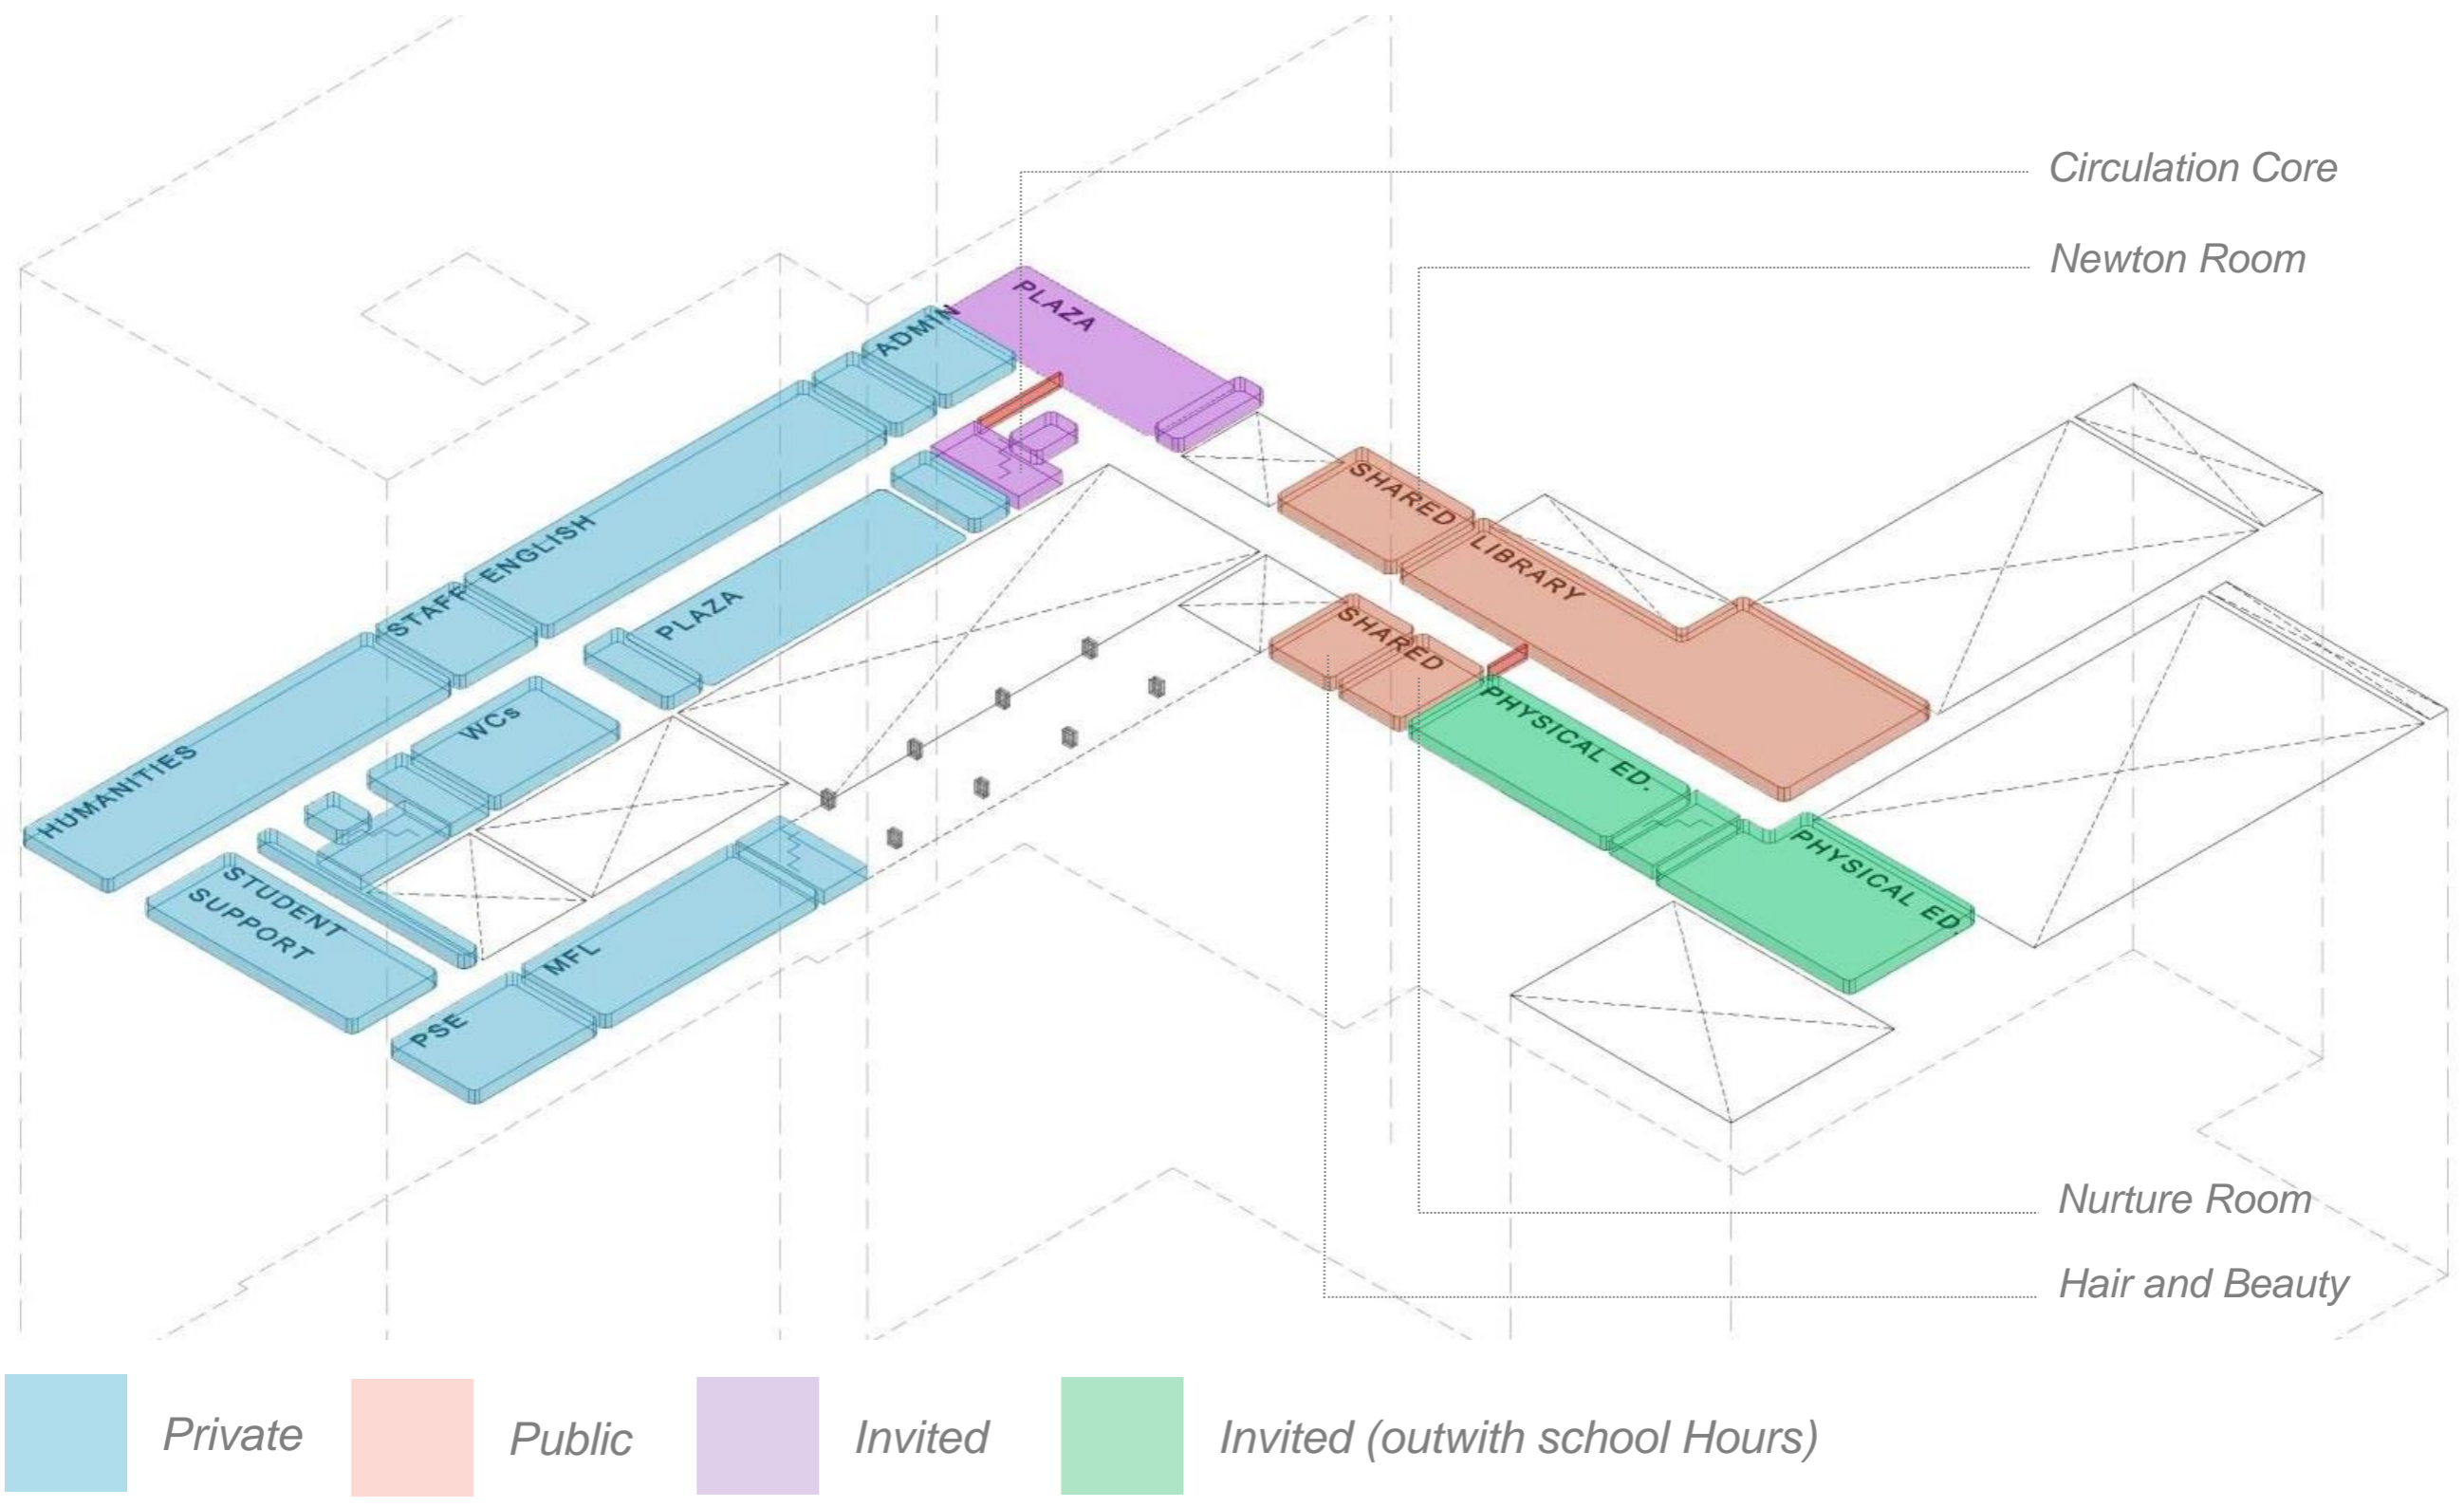 Circulation Core
Newton Room
PLAZA
ADMIN
SHARED
ENGLISH
LIBRARY
STAFF
PLAZA
SHARED
WCs
PHYSICAL ED.
HUMANITIES
PHYSICAL ED.
STUDENT
SUPPORT
MFL
PSE
Nurture Room
Hair and Beauty
Private
Public
Invited
Invited (outwith school Hours)